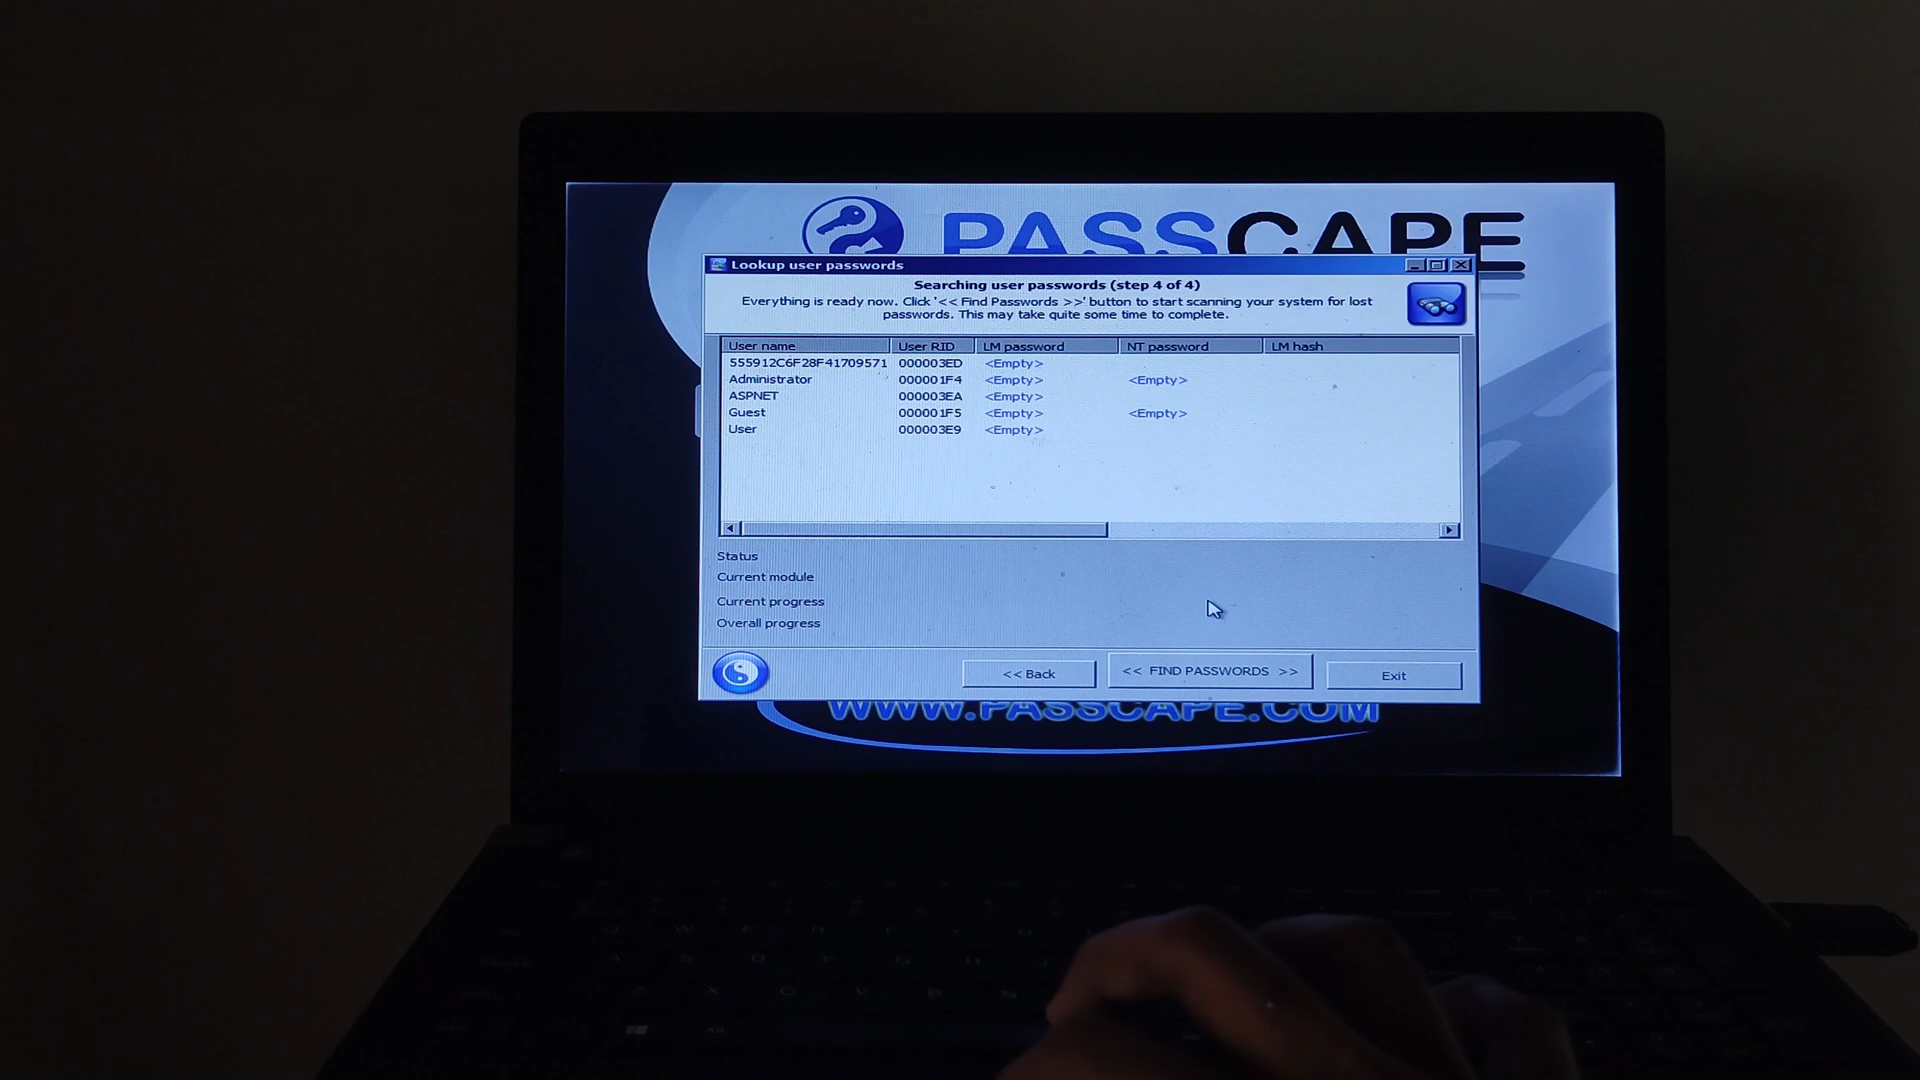 PASSCAPE
Lookup user passwords
Searching user passwords (step 4 of 4)
Everything is ready now. Click '<< Find Passwords >>' button to start scanning your system for lost
passwords. This may take quite some time to complete.
User name User RID LM password NT password LM hash
555912C6F28F41709571 000003ED <Empty>
Administrator 000001F4 <Empty> <Empty>
ASPNET 000003EA <Empty>
Guest 000001F5 <Empty> <Empty>
User 000003E9 <Empty>
Status
Current module
Current progress
Overall progress
<< Back << FIND PASSWORDS >> Exit
WWW.PASSCAPE.COM